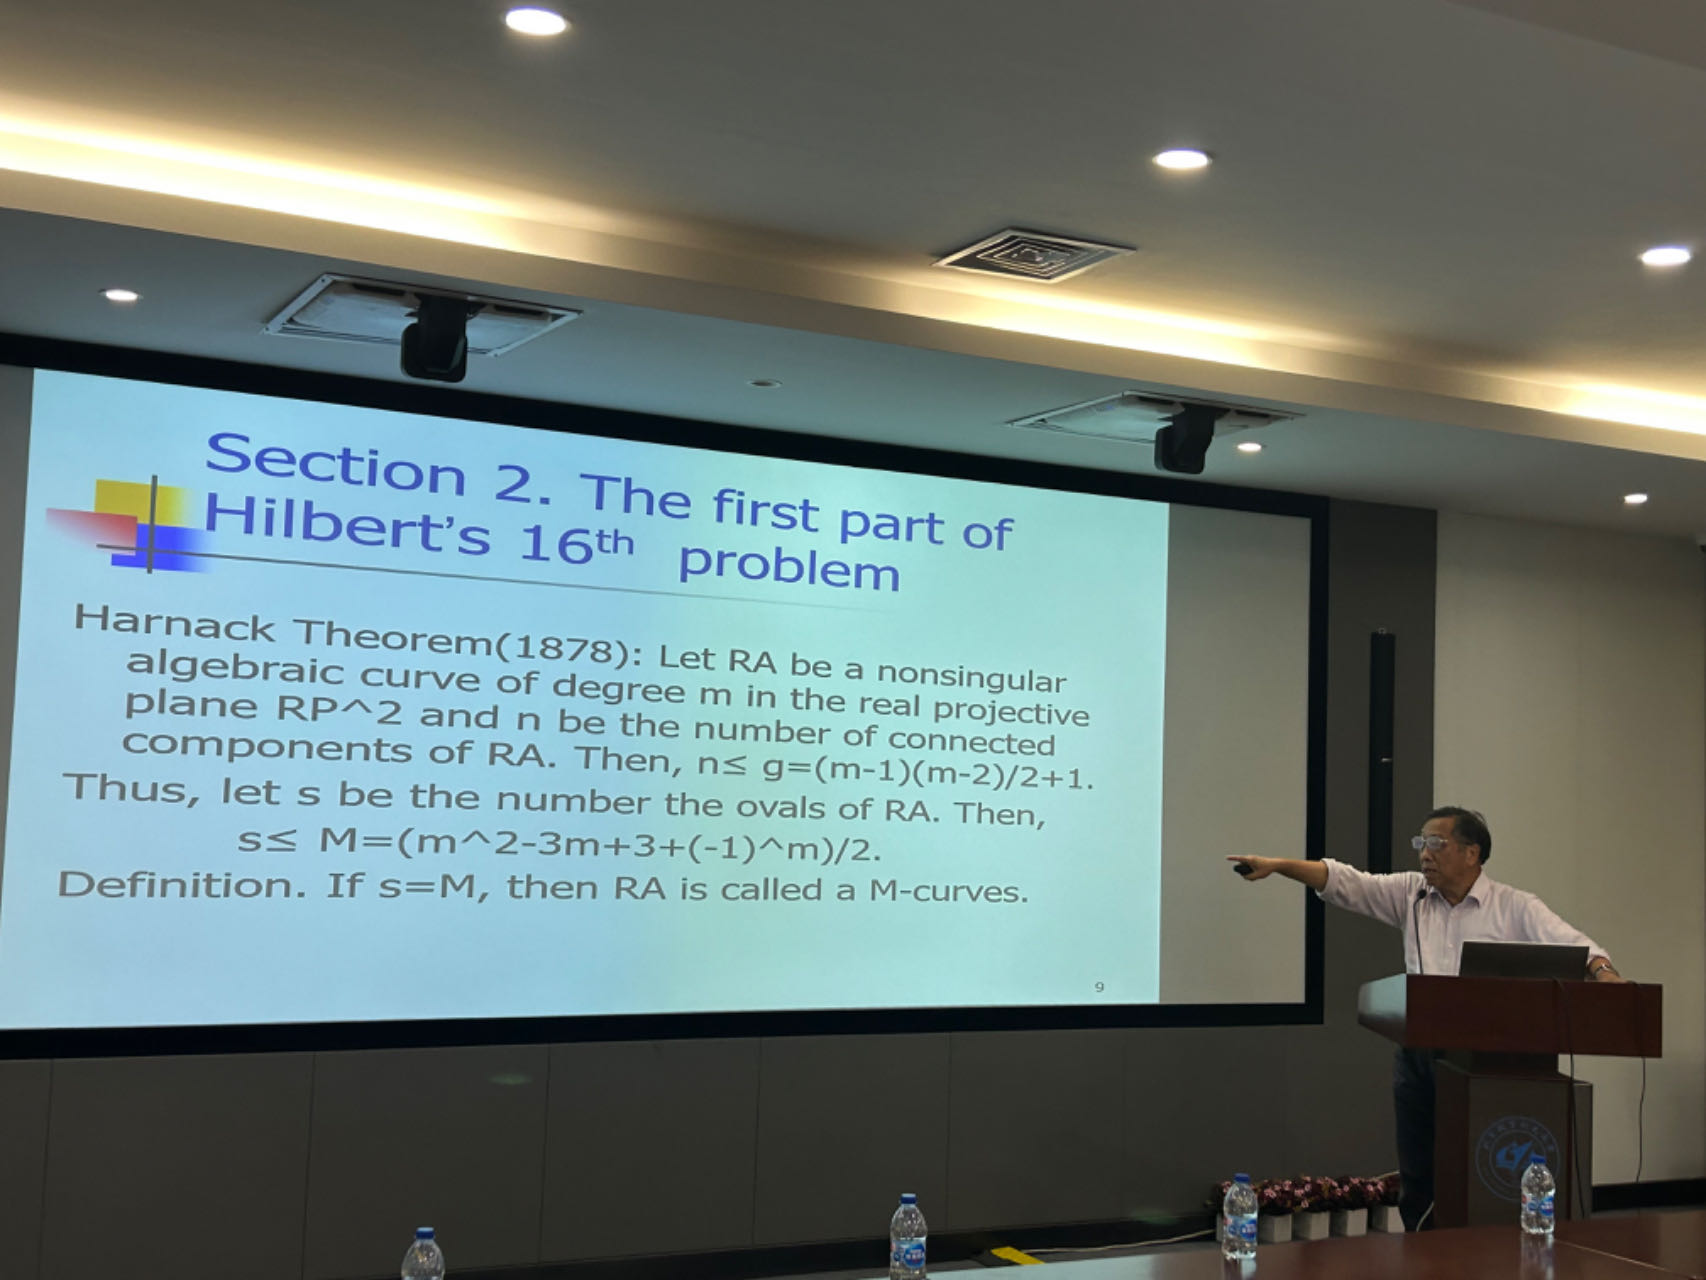 Section 2. The first part of
Hilbert’s 16th problem
Harnack Theorem(1878): Let RA be a nonsingular
algebraic curve of degree m in the real projective
plane RP^2 and n be the number of connected
components of RA. Then, n≤ g=(m-1)(m-2)/2+1.
Thus, let s be the number the ovals of RA. Then,
s≤ M=(m^2-3m+3+(-1)^m)/2.
Definition. If s=M, then RA is called a M-curves.
9